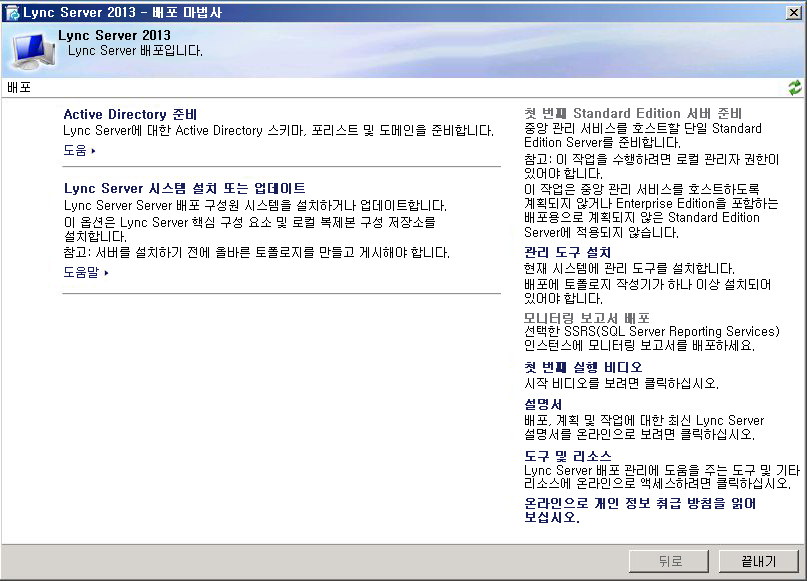 Lync Server 2013 - 배포 마법사
Lync Server 2013
Lync Server 배포입니다.
배포
Active Directory 준비
Lync Server에 대한 Active Directory 스키마, 포리스트 및 도메인을 준비합니다.
도움 ▸
Lync Server 시스템 설치 또는 업데이트
Lync Server Server 배포 구성원 시스템을 설치하거나 업데이트합니다.
이 옵션은 Lync Server 핵심 구성 요소 및 로컬 복제본 구성 저장소를
설치합니다.
참고: 서버를 설치하기 전에 올바른 토폴로지를 만들고 게시해야 합니다.
도움말 ▸
첫 번째 Standard Edition 서버 준비
중앙 관리 서비스를 호스트할 단일 Standard
Edition Server를 준비합니다.
참고: 이 작업을 수행하려면 로컬 관리자 권한이
있어야 합니다.
이 작업은 중앙 관리 서비스를 호스트하도록
계획되지 않거나 Enterprise Edition을 포함하는
배포용으로 계획되지 않은 Standard Edition
Server에 적용되지 않습니다.
관리 도구 설치
현재 시스템에 관리 도구를 설치합니다.
배포에 토폴로지 작성기가 하나 이상 설치되어
있어야 합니다.
모니터링 보고서 배포
선택한 SSRS(SQL Server Reporting Services)
인스턴스에 모니터링 보고서를 배포하세요.
첫 번째 실행 비디오
시작 비디오를 보려면 클릭하십시오.
설명서
배포, 계획 및 작업에 대한 최신 Lync Server
설명서를 온라인으로 보려면 클릭하십시오.
도구 및 리소스
Lync Server 배포 관리에 도움을 주는 도구 및 기타
리소스에 온라인으로 액세스하려면 클릭하십시오.
온라인으로 개인 정보 취급 방침을 읽어
보십시오.
뒤로
끝내기